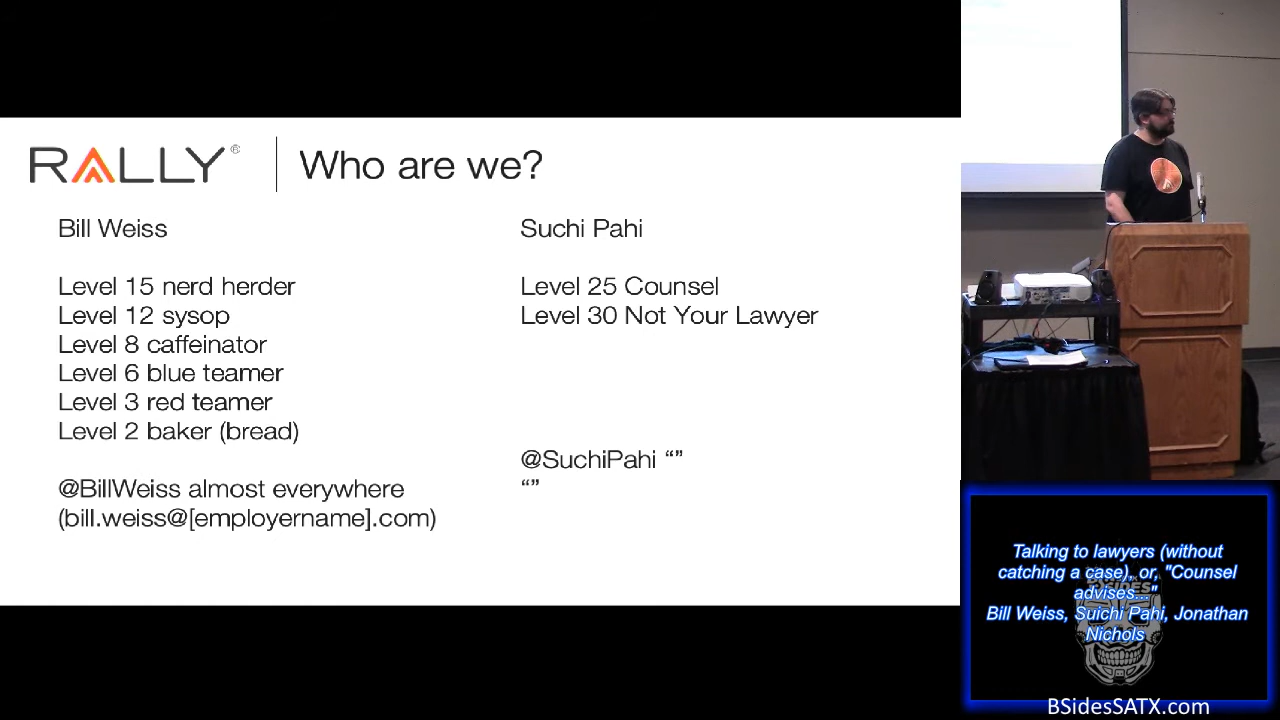 RALLY®
Who are we?
Bill Weiss
Level 15 nerd herder
Level 12 sysop
Level 8 caffeinator
Level 6 blue teamer
Level 3 red teamer
Level 2 baker (bread)
@BillWeiss almost everywhere
(bill.weiss@[employername].com)
Suchi Pahi
Level 25 Counsel
Level 30 Not Your Lawyer
@SuchiPahi “”
“”
Talking to lawyers (without
catching a case), or, "Counsel
advises..."
Bill Weiss, Suichi Pahi, Jonathan
Nichols
BSidesSATX.com